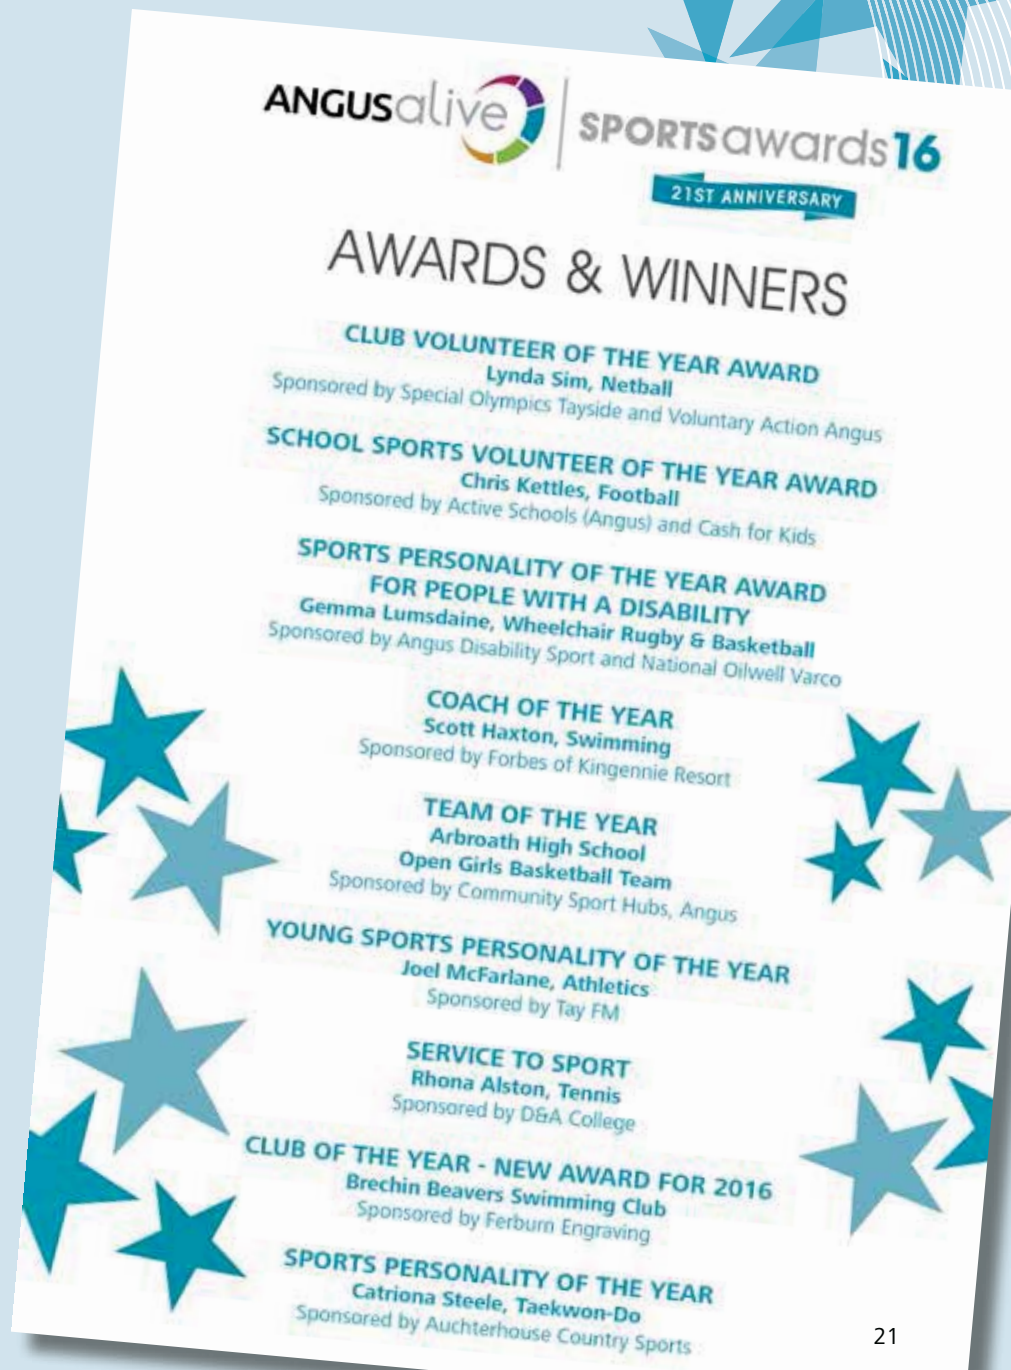 ANGUSalive SPORTSawards16
21ST ANNIVERSARY
AWARDS & WINNERS
CLUB VOLUNTEER OF THE YEAR AWARD
Lynda Sim, Netball
Sponsored by Special Olympics Tayside and Voluntary Action Angus
SCHOOL SPORTS VOLUNTEER OF THE YEAR AWARD
Chris Kettles, Football
Sponsored by Active Schools (Angus) and Cash for Kids
SPORTS PERSONALITY OF THE YEAR AWARD
FOR PEOPLE WITH A DISABILITY
Gemma Lumsdaine, Wheelchair Rugby & Basketball
Sponsored by Angus Disability Sport and National Oilwell Varco
COACH OF THE YEAR
Scott Haxton, Swimming
Sponsored by Forbes of Kingennie Resort
TEAM OF THE YEAR
Arbroath High School
Open Girls Basketball Team
Sponsored by Community Sport Hubs, Angus
YOUNG SPORTS PERSONALITY OF THE YEAR
Joel McFarlane, Athletics
Sponsored by Tay FM
SERVICE TO SPORT
Rhona Alston, Tennis
Sponsored by D&A College
CLUB OF THE YEAR - NEW AWARD FOR 2016
Brechin Beavers Swimming Club
Sponsored by Ferburn Engraving
SPORTS PERSONALITY OF THE YEAR
Catriona Steele, Taekwon-Do
Sponsored by Auchterhouse Country Sports
21